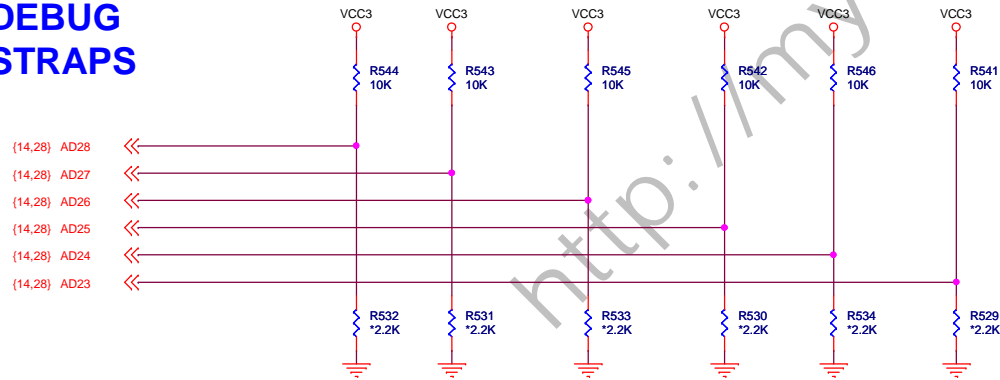 DEBUG
STRAPS
VCC3 VCC3 VCC3 VCC3 VCC3 VCC3
R544 R543 R545 R542 R546 R541
10K 10K 10K 10K 10K 10K
{14,28} AD28
{14,28} AD27
{14,28} AD26
{14,28} AD25
{14,28} AD24
{14,28} AD23
R532 R531 R533 R530 R534 R529
*2.2K *2.2K *2.2K *2.2K *2.2K *2.2K
http://my